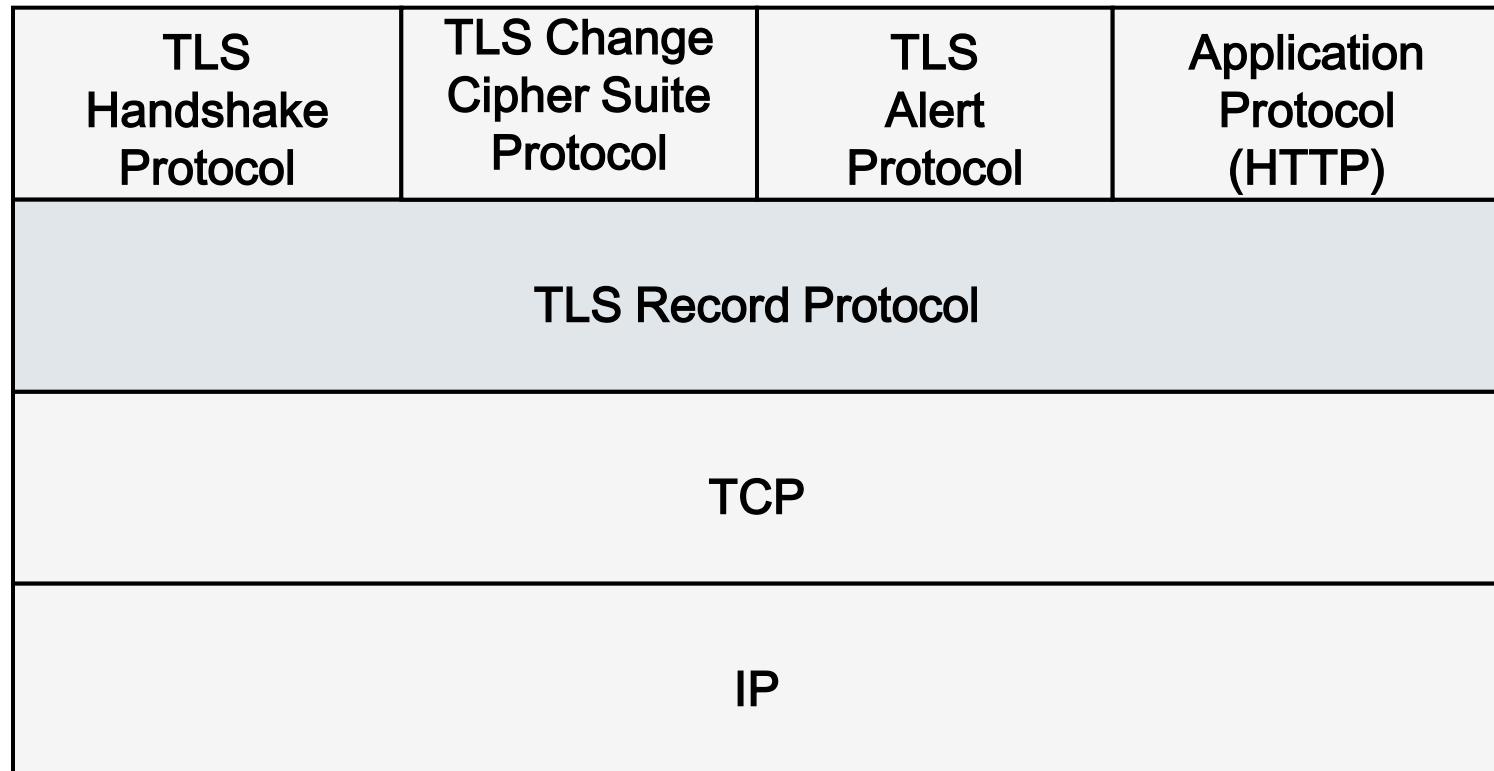 TLS
Handshake
Protocol
TLS Change
Cipher Suite
Protocol
TLS
Alert
Protocol
Application
Protocol
(HTTP)
TLS Record Protocol
TCP
IP